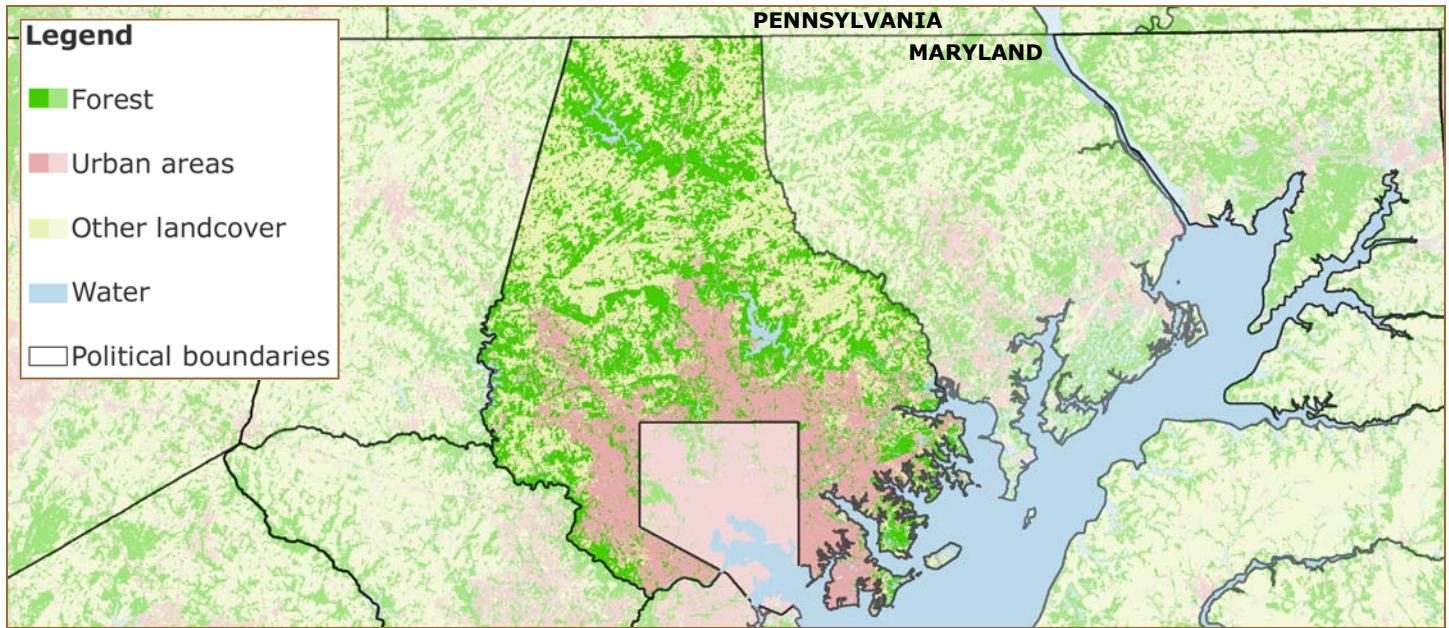 PENNSYLVANIA
MARYLAND
Legend
Forest
Urban areas
Other landcover
Water
Political boundaries